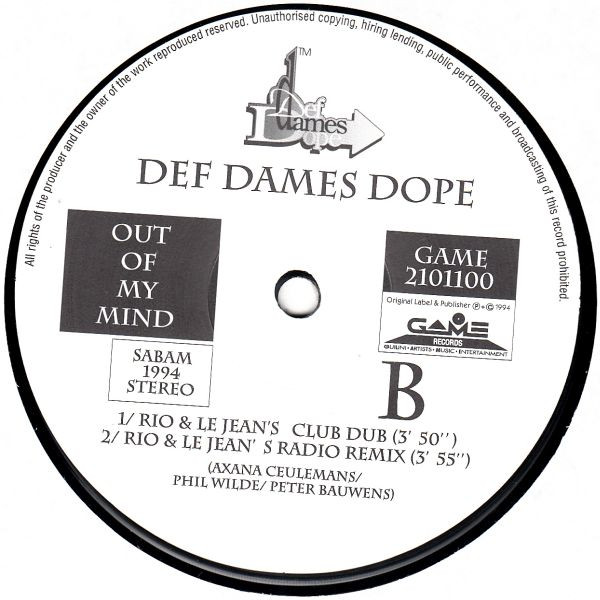 All rights of the producer and the owner of the work reproduced reserved. Unauthorised copying, hiring lending, public performance and broadcasting of this record prohibited.
TM
Def
dames
Dope
DEF DAMES DOPE
OUT
OF
MY
MIND
SABAM
1994
STEREO
GAME
2101100
Original Label & Publisher ℗+© 1994
GAME
RECORDS
B
1/ RIO & LE JEAN'S CLUB DUB (3' 50'')
2/ RIO & LE JEAN' S RADIO REMIX (3' 55'')
(AXANA CEULEMANS/
PHIL WILDE/ PETER BAUWENS)